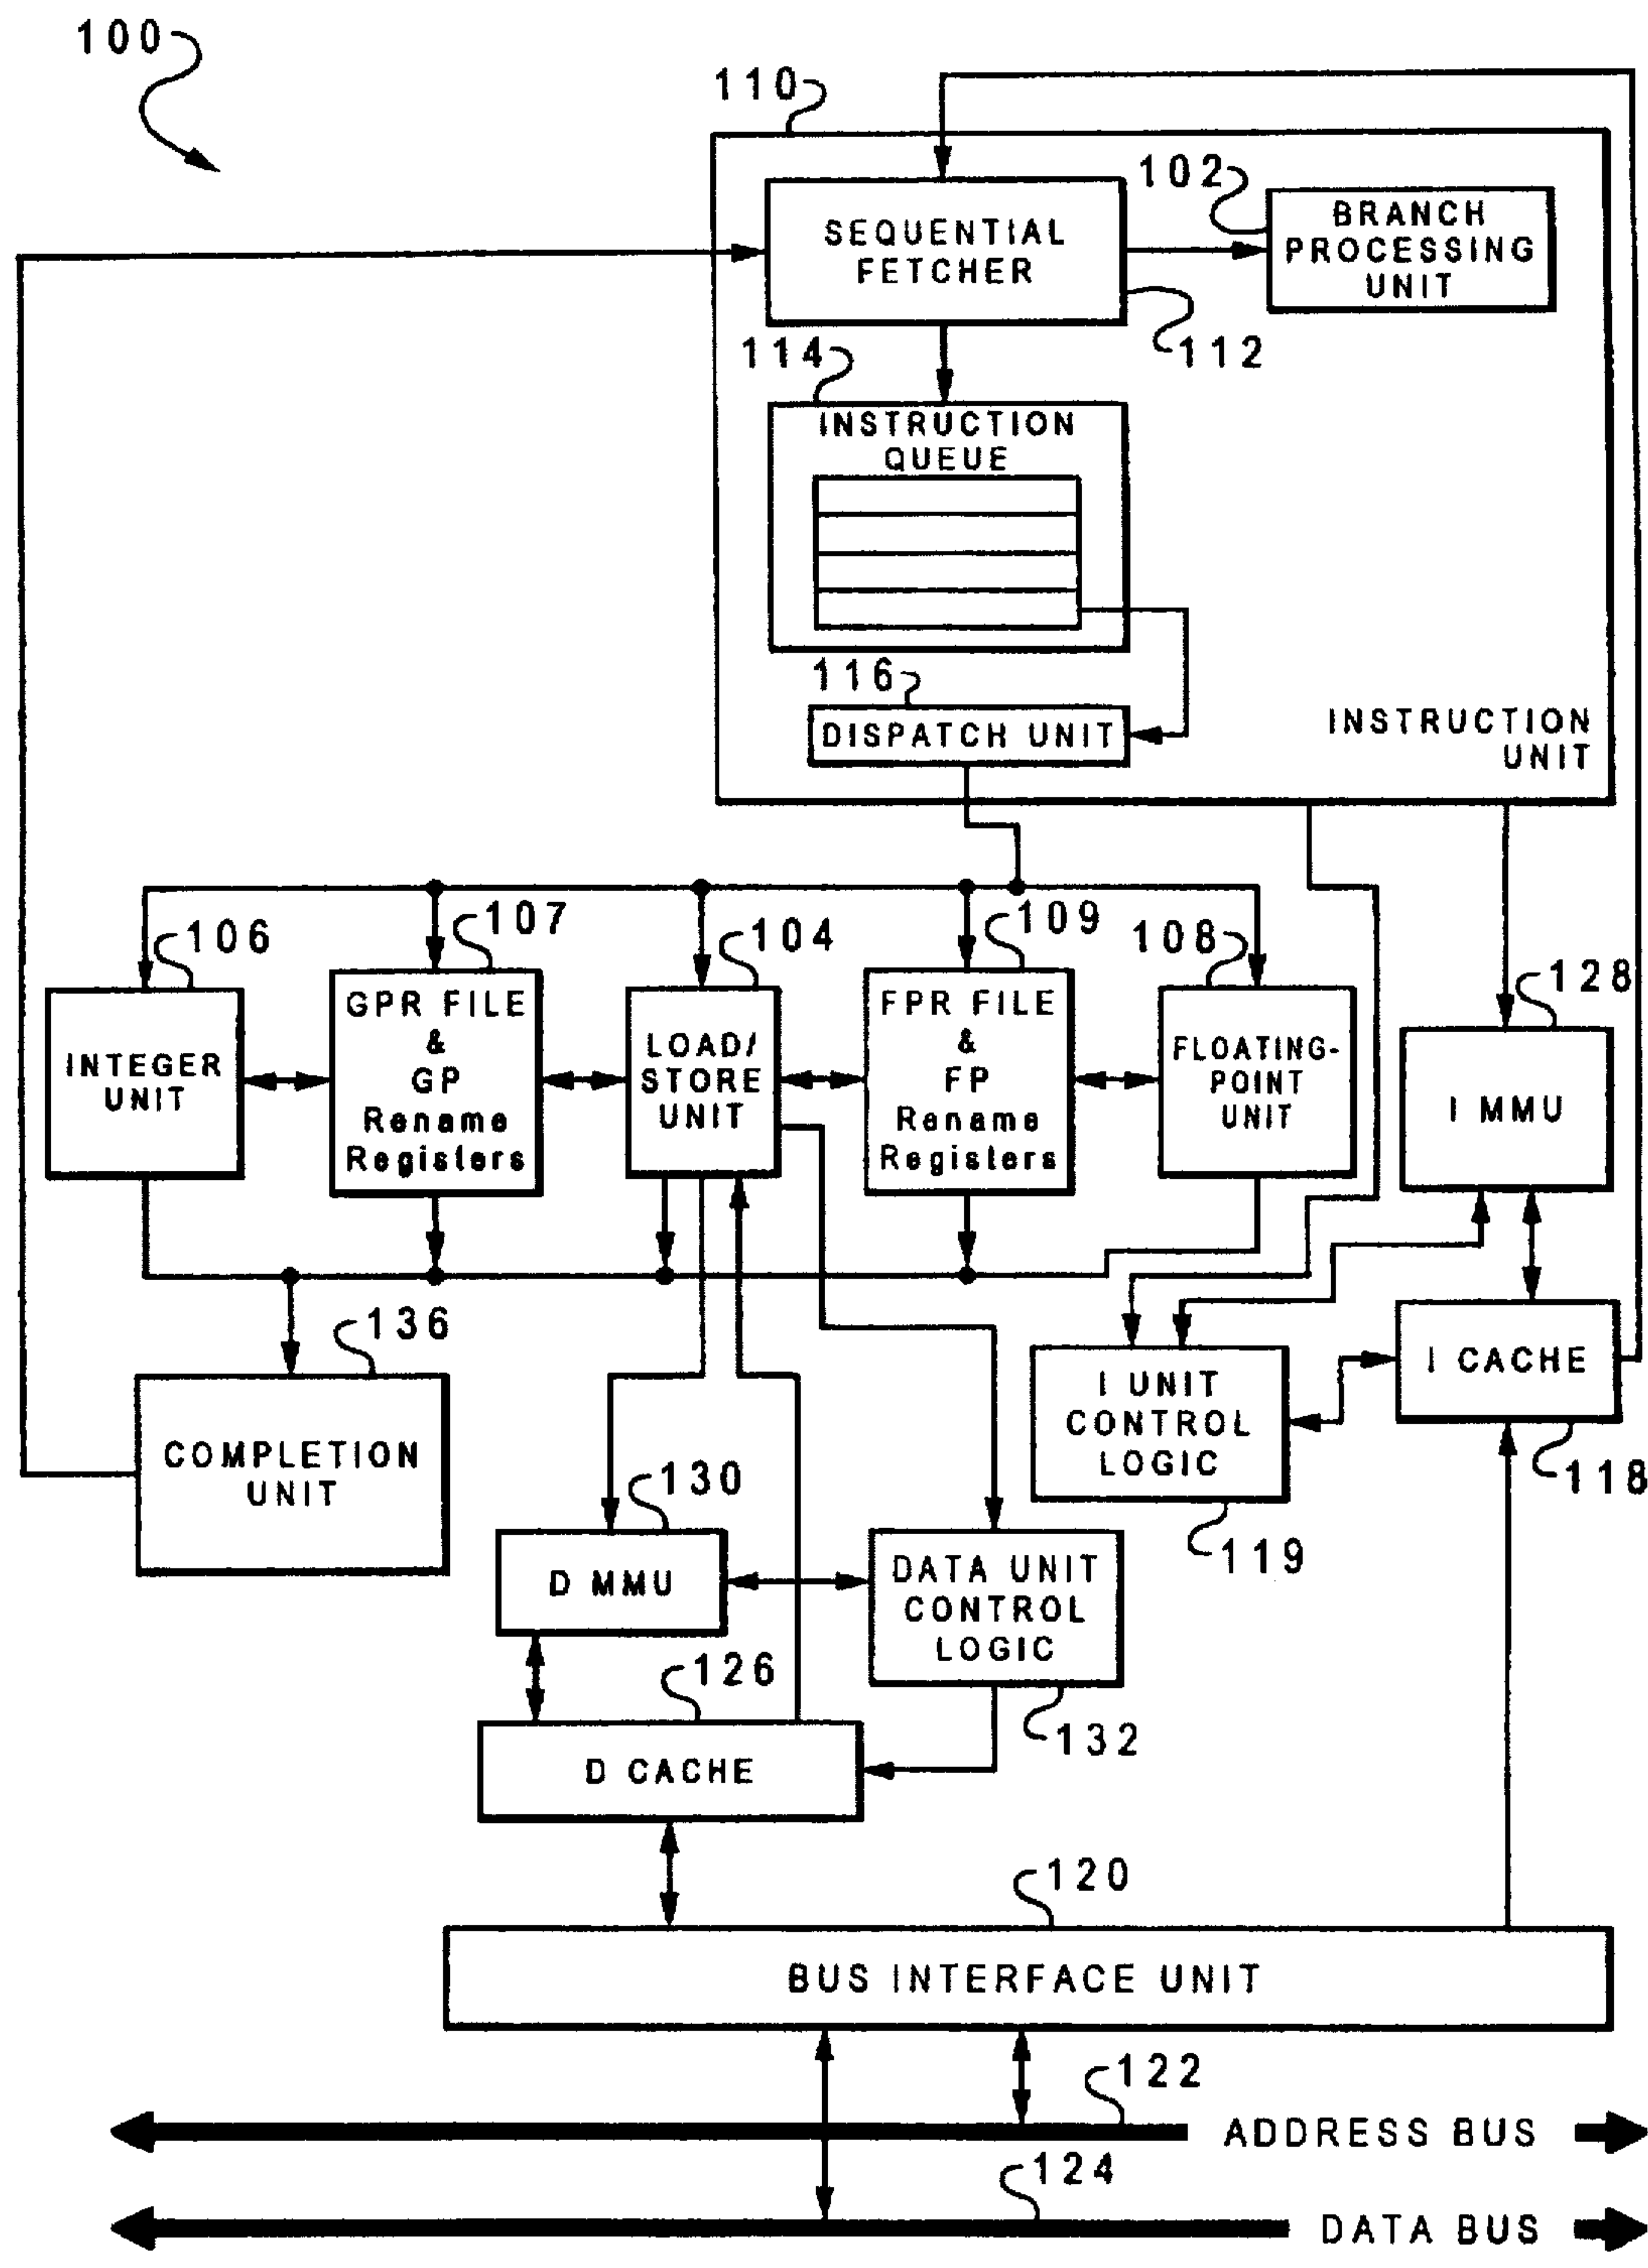 100
110
102
SEQUENTIAL
FETCHER
BRANCH
PROCESSING
UNIT
112
114
INSTRUCTION
QUEUE
116
DISPATCH UNIT
INSTRUCTION
UNIT
106
107
104
109
108
128
INTEGER
UNIT
GPR FILE
&
GP
Rename
Registers
LOAD/
STORE
UNIT
FPR FILE
&
FP
Rename
Registers
FLOATING-
POINT
UNIT
I MMU
136
COMPLETION
UNIT
I UNIT
CONTROL
LOGIC
119
I CACHE
118
130
D MMU
DATA UNIT
CONTROL
LOGIC
132
126
D CACHE
120
BUS INTERFACE UNIT
122
ADDRESS BUS
124
DATA BUS